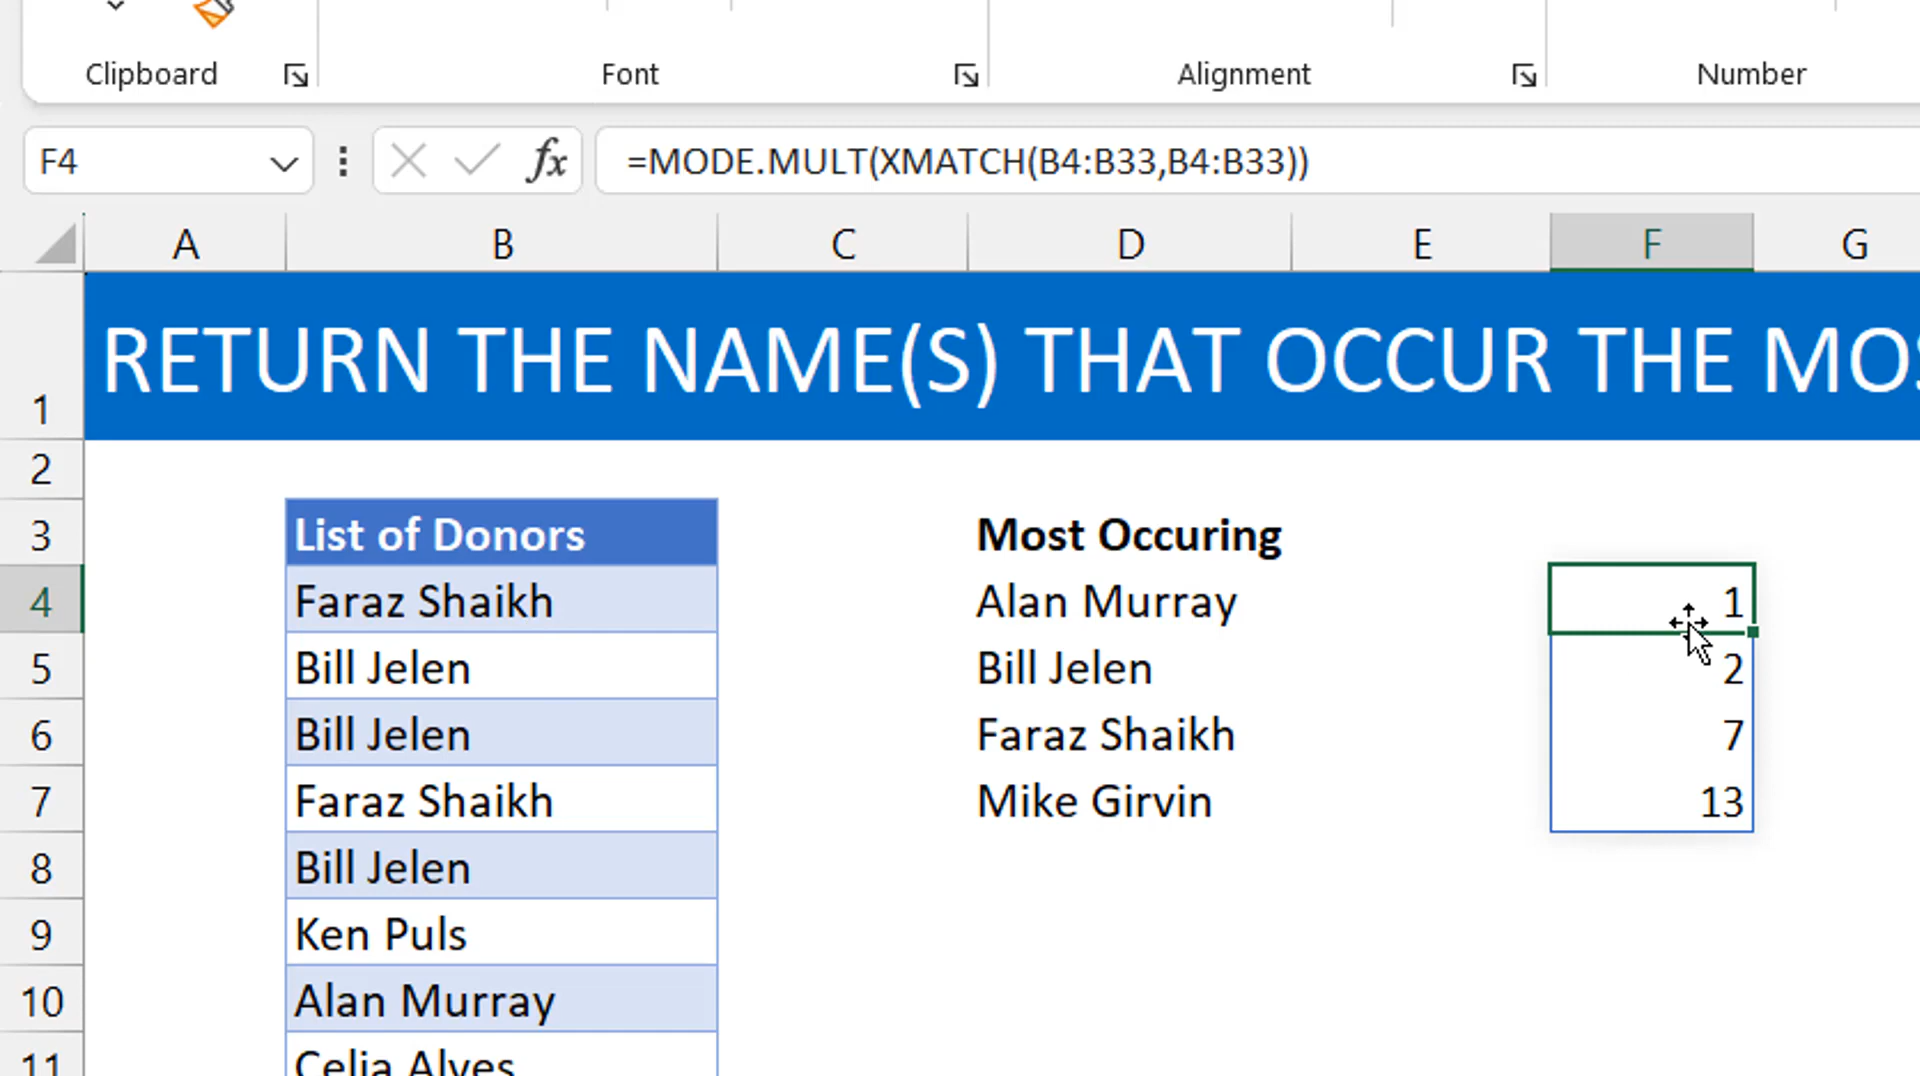 Clipboard Font Alignment Number
F4 fx =MODE.MULT(XMATCH(B4:B33,B4:B33))
A B C D E F G
1 RETURN THE NAME(S) THAT OCCUR THE MOS
2
3 List of Donors Most Occuring
4 Faraz Shaikh Alan Murray 1
5 Bill Jelen Bill Jelen 2
6 Bill Jelen Faraz Shaikh 7
7 Faraz Shaikh Mike Girvin 13
8 Bill Jelen
9 Ken Puls
10 Alan Murray
11 Celia Alves